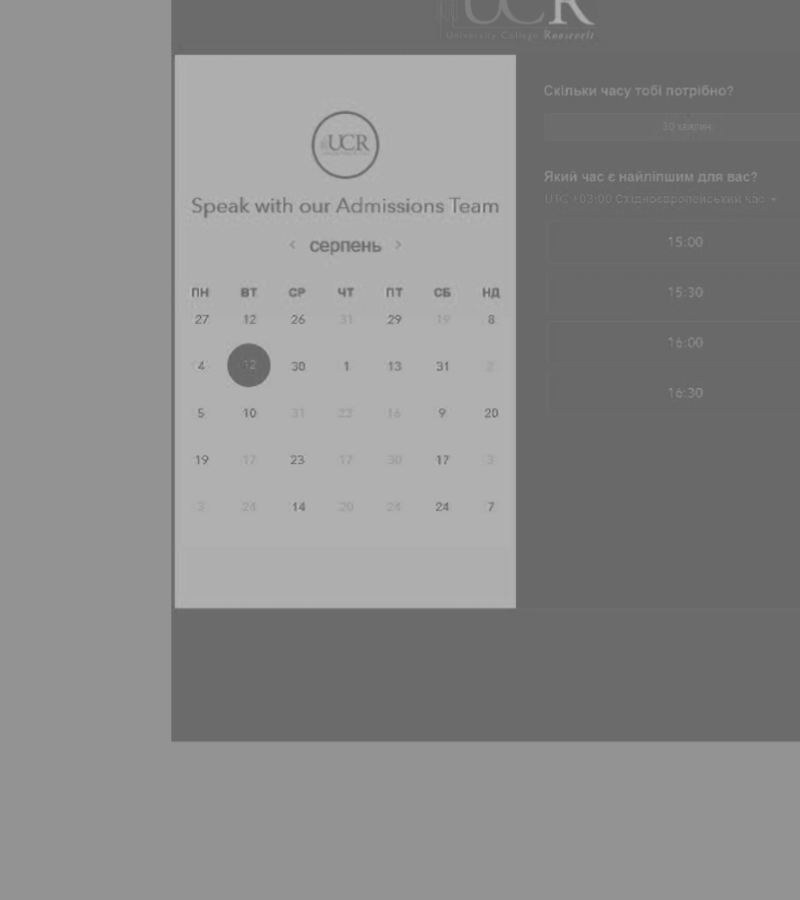 UCR
University College Roosevelt
UCR
Speak with our Admissions Team
‹ серпень ›
ПН ВТ СР ЧТ ПТ СБ НД
27 12 26 31 29 19 8
4 12 30 1 13 31 2
5 10 31 22 16 9 20
19 17 23 17 30 17 3
3 24 14 20 24 24 7
Скільки часу тобі потрібно?
30 хвилин
Який час є найліпшим для вас?
UTC +03:00 Східноєвропейський час
15:00
15:30
16:00
16:30